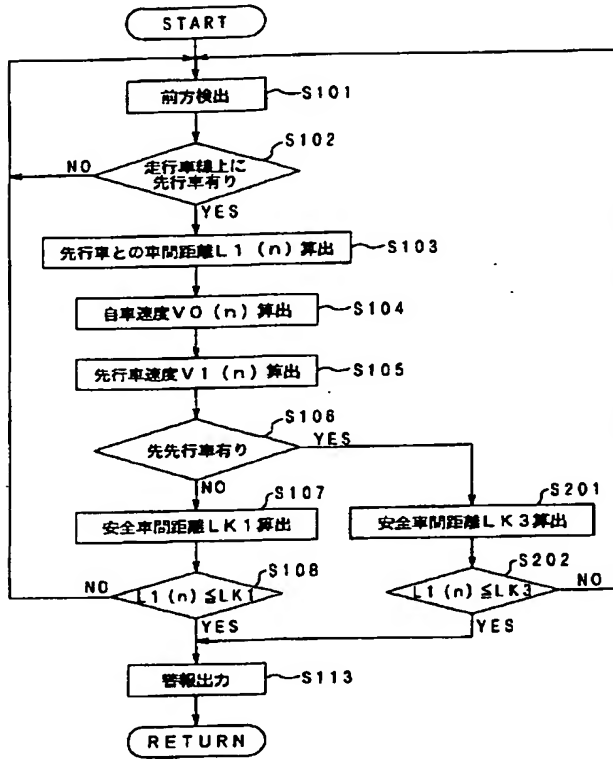 START
前方検出
S101
S102
走行車線上に
先行車有り
NO
YES
先行車との車間距離L1(n)算出
S103
自車速度V0(n)算出
S104
先行車速度V1(n)算出
S105
S106
先先行車有り
YES
NO
S107
安全車間距離LK1算出
S201
安全車間距離LK3算出
S108
L1(n)≦LK1
NO
YES
S202
L1(n)≦LK3
NO
YES
警報出力
S113
RETURN